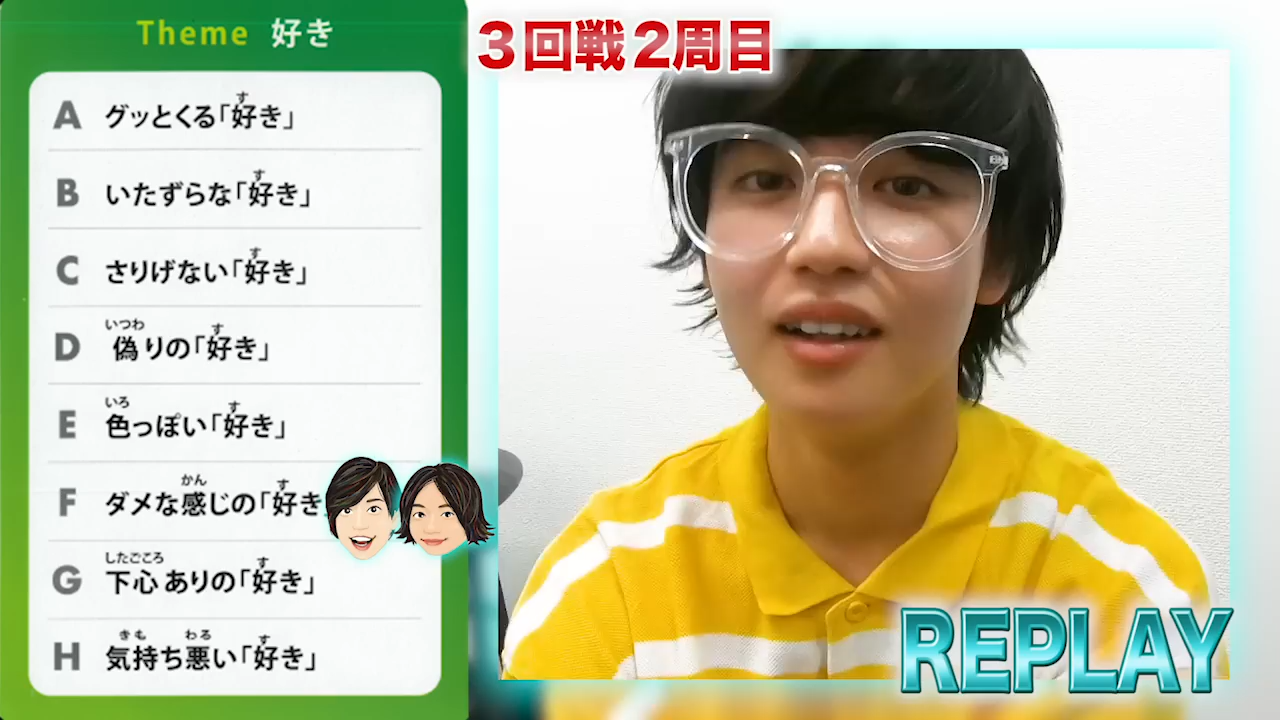 Theme 好き
3回戦2周目
A グッとくる「好き」
B いたずらな「好き」
C さりげない「好き」
D 偽りの「好き」
E 色っぽい「好き」
F ダメな感じの「好き
G 下心ありの「好き」
H 気持ち悪い「好き」
REPLAY